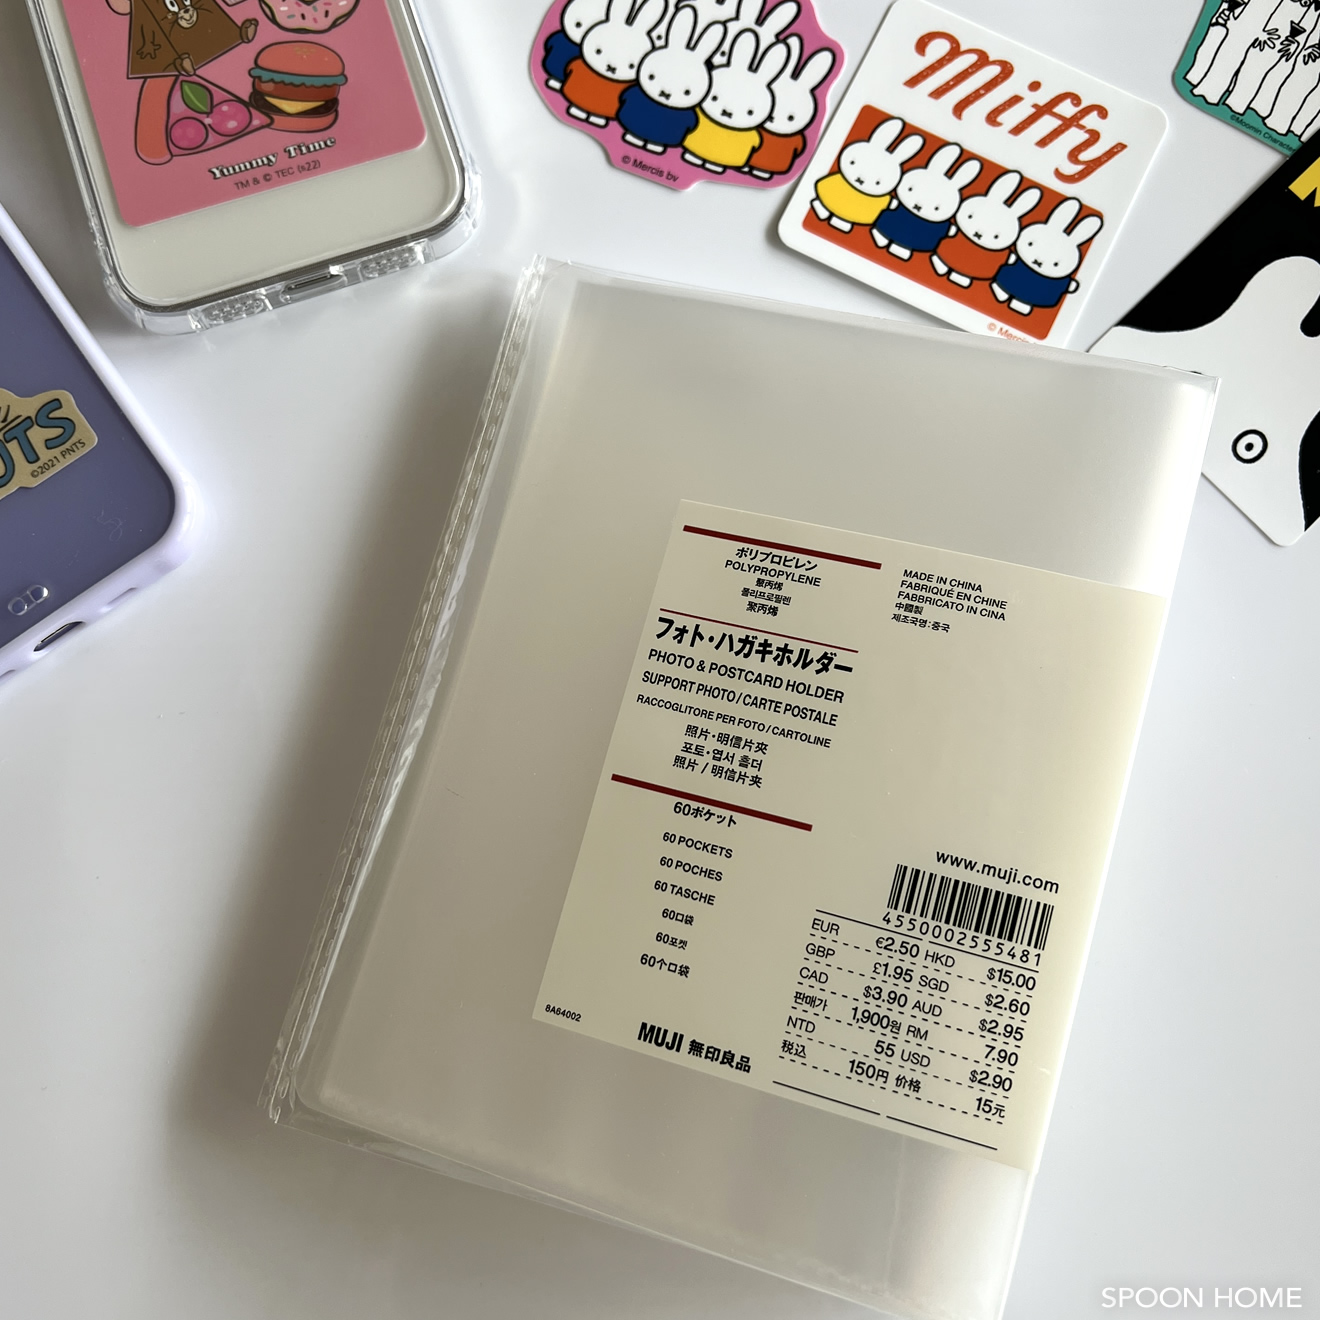 Yummy Time
TM & © TEC (s22)
© Mercis bv
Miffy
© Mercis
©Moomin Characters
UTS
©2021 PNTS
ポリプロピレン
POLYPROPYLENE
聚丙烯
폴리프로필렌
聚丙烯
MADE IN CHINA
FABRIQUÉ EN CHINE
FABBRICATO IN CINA
中國製
제조국명:중국
フォト・ハガキホルダー
PHOTO & POSTCARD HOLDER
SUPPORT PHOTO / CARTE POSTALE
RACCOGLITORE PER FOTO / CARTOLINE
照片・明信片夾
포토・엽서 홀더
照片 / 明信片夹
60ポケット
60 POCKETS
60 POCHES
60 TASCHE
60口袋
60포켓
60个口袋
8A64002
MUJI 無印良品
www.muji.com
4550002555481
EUR €2.50 HKD $15.00
GBP £1.95 SGD $2.60
CAD $3.90 AUD $2.95
판매가 1,900원 RM 7.90
NTD 55 USD $2.90
税込 150円 价格 15元
SPOON HOME